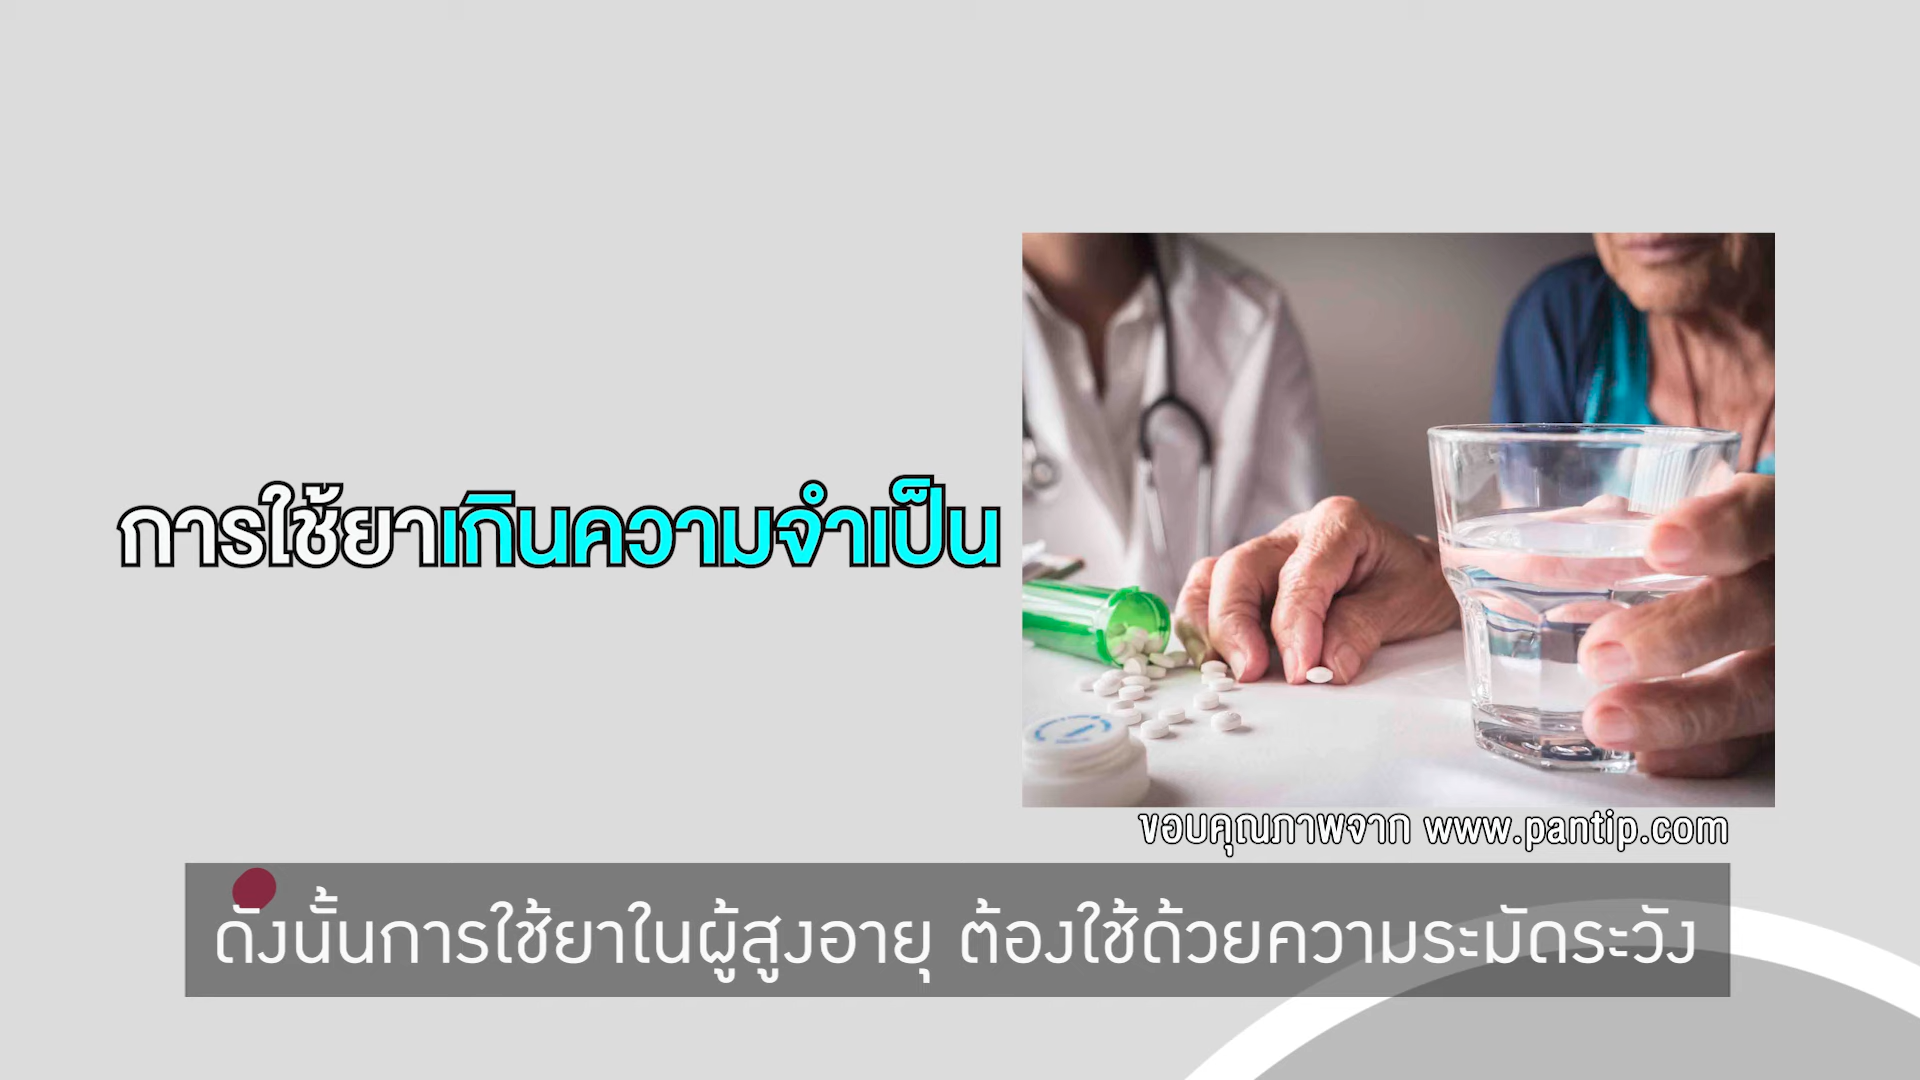 การใช้ยาเกินความจำเป็น
ขอบคุณภาพจาก www.pantip.com
ดังนั้นการใช้ยาในผู้สูงอายุ ต้องใช้ด้วยความระมัดระวัง